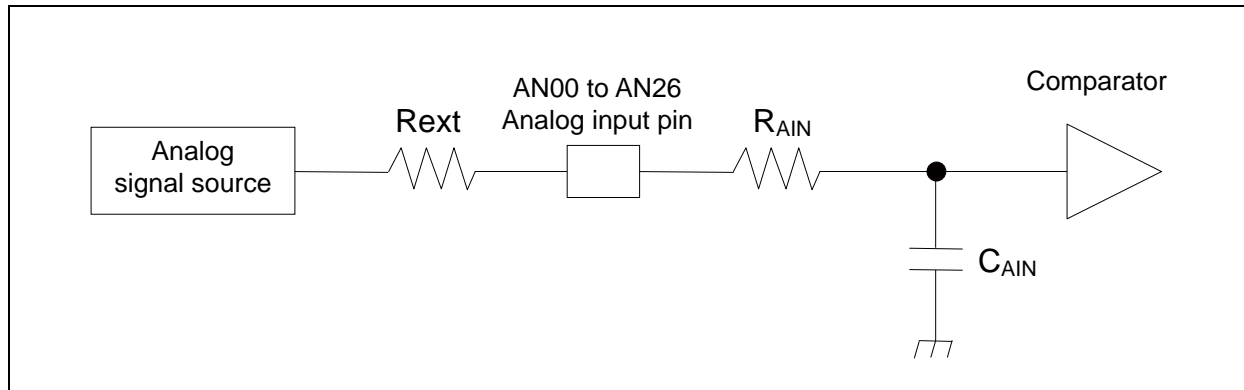 AN00 to AN26
Analog input pin
Comparator
Rext
RAIN
Analog
signal source
CAIN